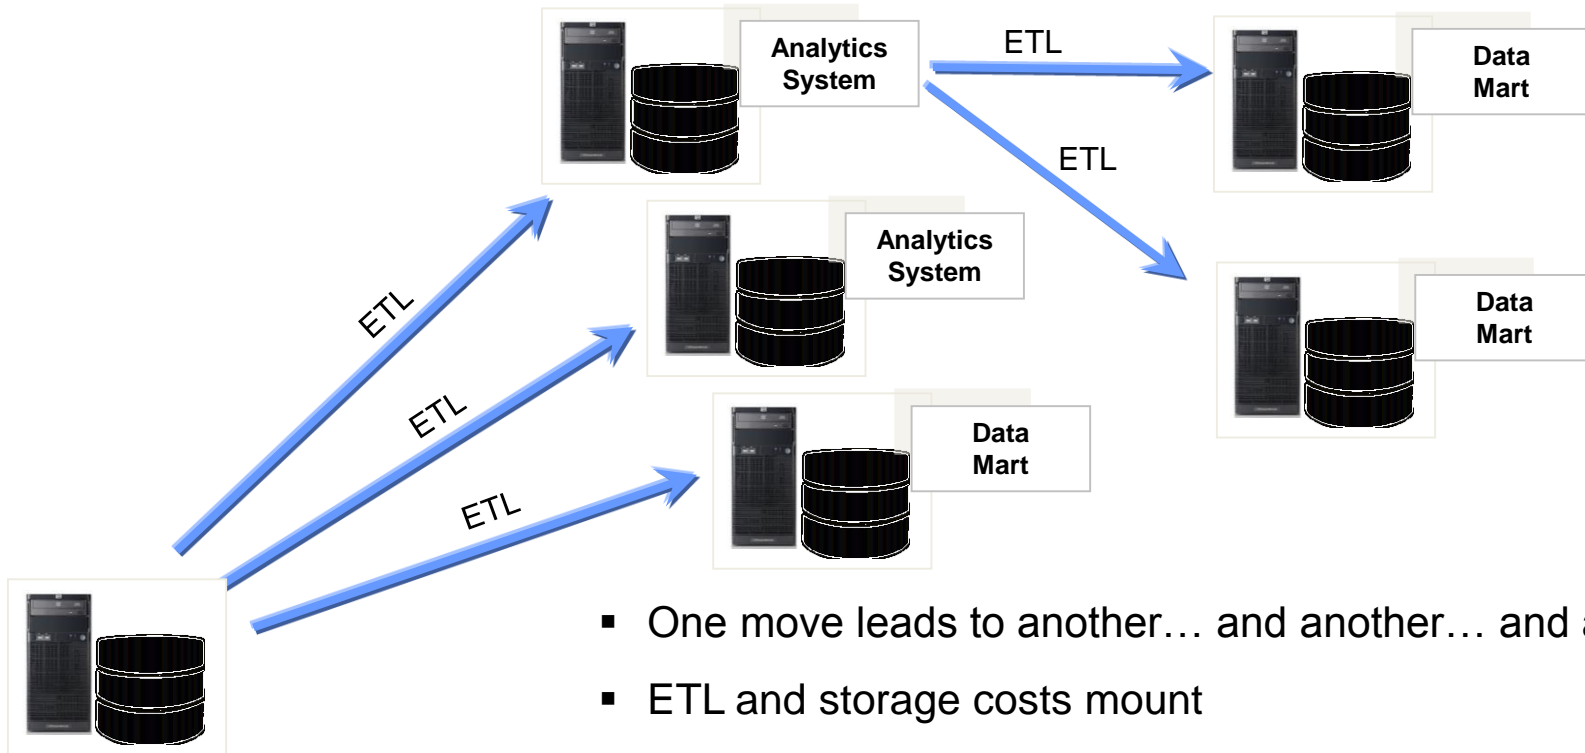 Analytics
System
ETL
Data
Mart
ETL
Analytics
System
Data
Mart
ETL
ETL
Data
Mart
ETL
▪ One move leads to another… and another… and
▪ ETL and storage costs mount